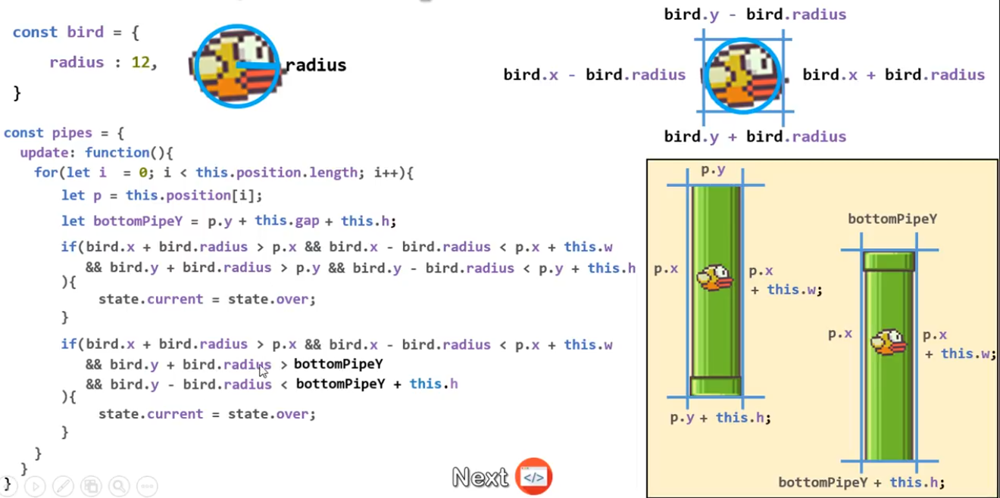 const bird = {
radius : 12,
}
radius
bird.y - bird.radius
bird.x - bird.radius
bird.x + bird.radius
bird.y + bird.radius
const pipes = {
update: function(){
for(let i = 0; i < this.position.length; i++){
let p = this.position[i];
let bottomPipeY = p.y + this.gap + this.h;
if(bird.x + bird.radius > p.x && bird.x - bird.radius < p.x + this.w
&& bird.y + bird.radius > p.y && bird.y - bird.radius < p.y + this.h
){
state.current = state.over;
}
if(bird.x + bird.radius > p.x && bird.x - bird.radius < p.x + this.w
&& bird.y + bird.radius > bottomPipeY
&& bird.y - bird.radius < bottomPipeY + this.h
){
state.current = state.over;
}
}
}
}
p.y
p.x
p.x
+ this.w;
p.y + this.h;
bottomPipeY
p.x
p.x
+ this.w;
bottomPipeY + this.h;
Next </>